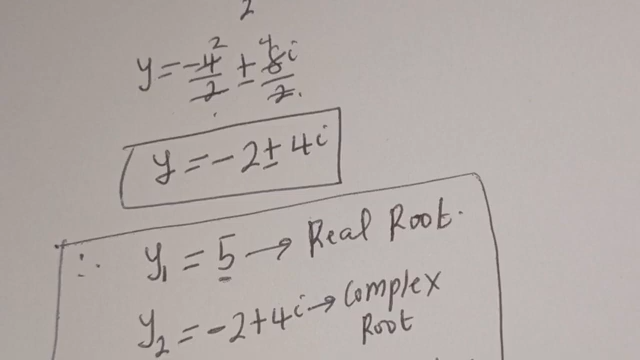 2
y = -4/2 2 ± 8i/2 4
y = -2 ± 4i
∴ y₁ = 5 → Real Root.
y₂ = -2+4i → Complex Root